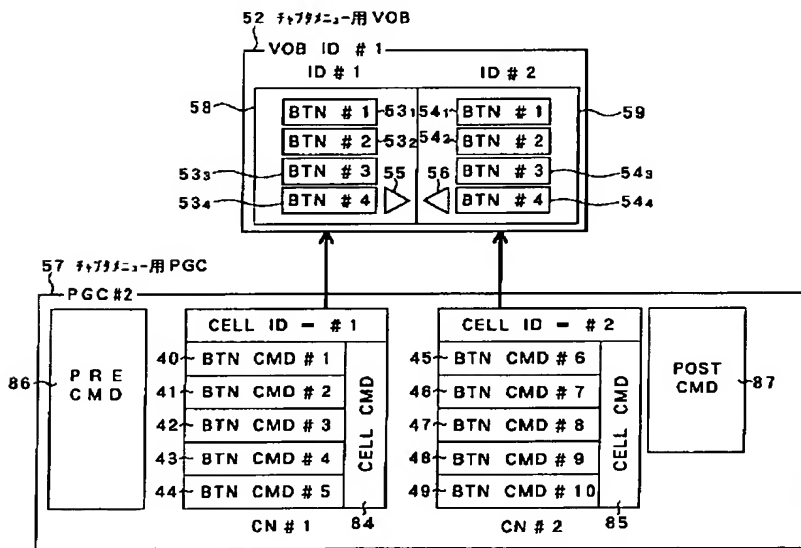 52 チャプタメニュー用 VOB
VOB ID # 1
ID # 1 ID # 2
58 BTN # 1 53₁ 54₁ BTN # 1 59
BTN # 2 53₂ 54₂ BTN # 2
53₃ BTN # 3 55 56 BTN # 3 54₃
53₄ BTN # 4 BTN # 4 54₄
57 チャプタメニュー用 PGC
PGC #2
CELL ID = # 1 CELL ID = # 2
86 PRE CMD 40 BTN CMD # 1 45 BTN CMD # 6 POST CMD 87
41 BTN CMD # 2 46 BTN CMD # 7
42 BTN CMD # 3 CELL CMD 47 BTN CMD # 8 CELL CMD
43 BTN CMD # 4 48 BTN CMD # 9
44 BTN CMD # 5 49 BTN CMD # 10
CN # 1 84 CN # 2 85